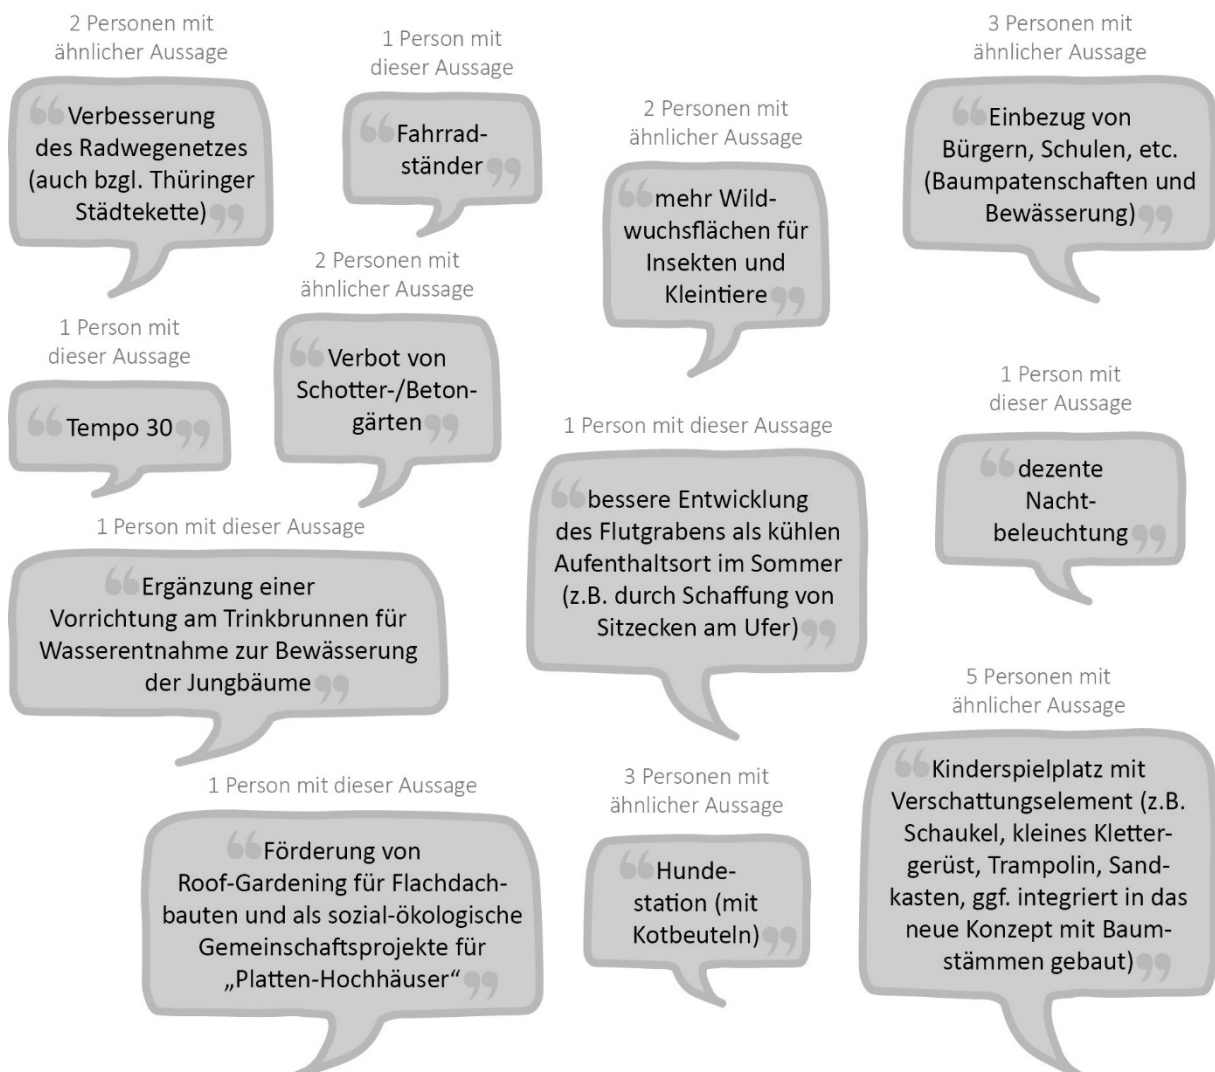 2 Personen mit
ähnlicher Aussage
“Verbesserung
des Radwegenetzes
(auch bzgl. Thüringer
Städtekette)”
1 Person mit
dieser Aussage
“Fahrrad-
ständer”
2 Personen mit
ähnlicher Aussage
“mehr Wild-
wuchsflächen für
Insekten und
Kleintiere”
3 Personen mit
ähnlicher Aussage
“Einbezug von
Bürgern, Schulen, etc.
(Baumpatenschaften und
Bewässerung)”
1 Person mit
dieser Aussage
“Tempo 30”
2 Personen mit
ähnlicher Aussage
“Verbot von
Schotter-/Beton-
gärten”
1 Person mit dieser Aussage
“bessere Entwicklung
des Flutgrabens als kühlen
Aufenthaltsort im Sommer
(z.B. durch Schaffung von
Sitzecken am Ufer)”
1 Person mit
dieser Aussage
“dezente
Nacht-
beleuchtung”
1 Person mit dieser Aussage
“Ergänzung einer
Vorrichtung am Trinkbrunnen für
Wasserentnahme zur Bewässerung
der Jungbäume”
1 Person mit dieser Aussage
“Förderung von
Roof-Gardening für Flachdach-
bauten und als sozial-ökologische
Gemeinschaftsprojekte für
„Platten-Hochhäuser“”
3 Personen mit
ähnlicher Aussage
“Hunde-
station (mit
Kotbeuteln)”
5 Personen mit
ähnlicher Aussage
“Kinderspielplatz mit
Verschattungselement (z.B.
Schaukel, kleines Kletter-
gerüst, Trampolin, Sand-
kasten, ggf. integriert in das
neue Konzept mit Baum-
stämmen gebaut)”